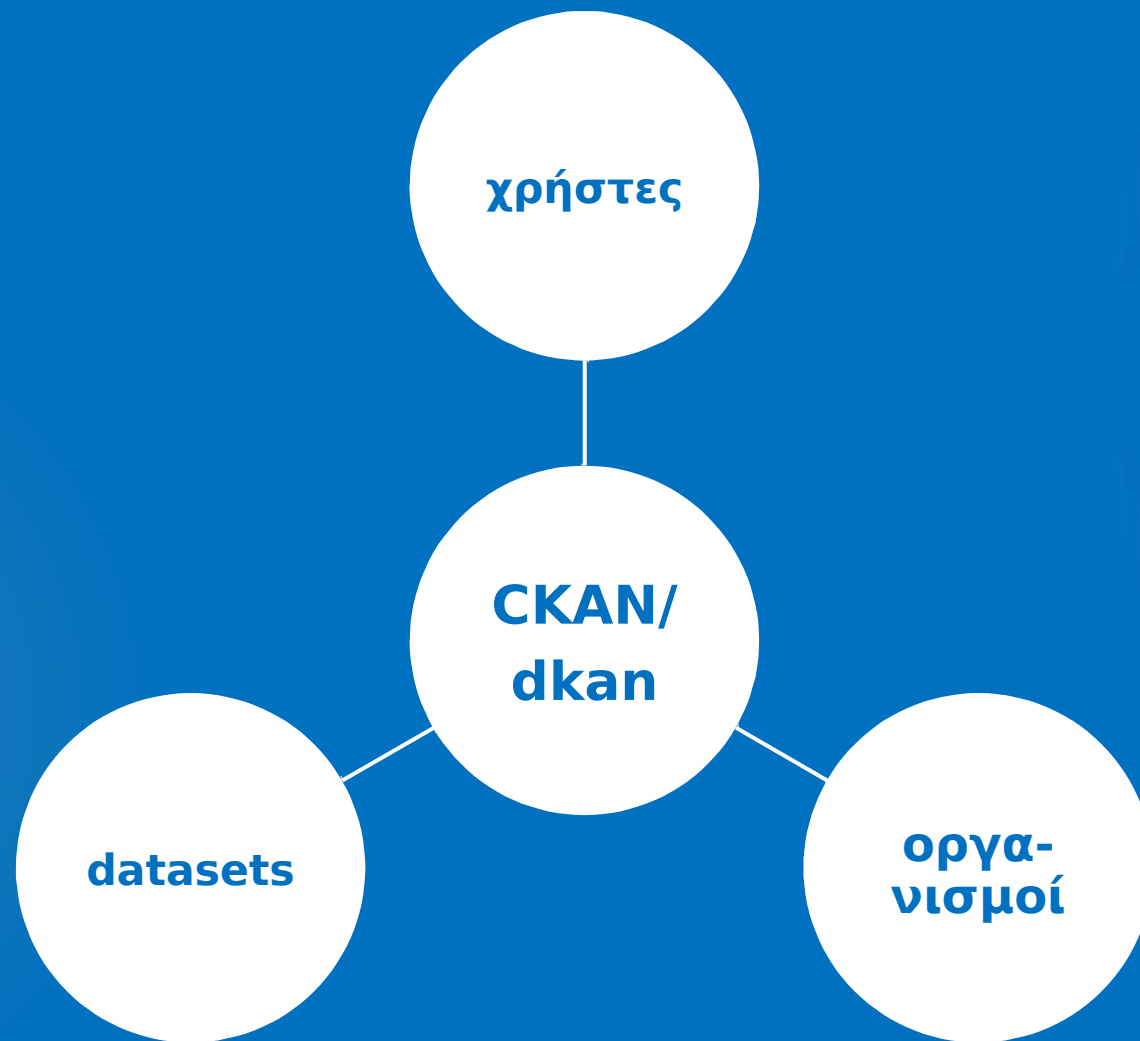 χρήστες
CKAN/
dkan
datasets
οργα-
νισμοί